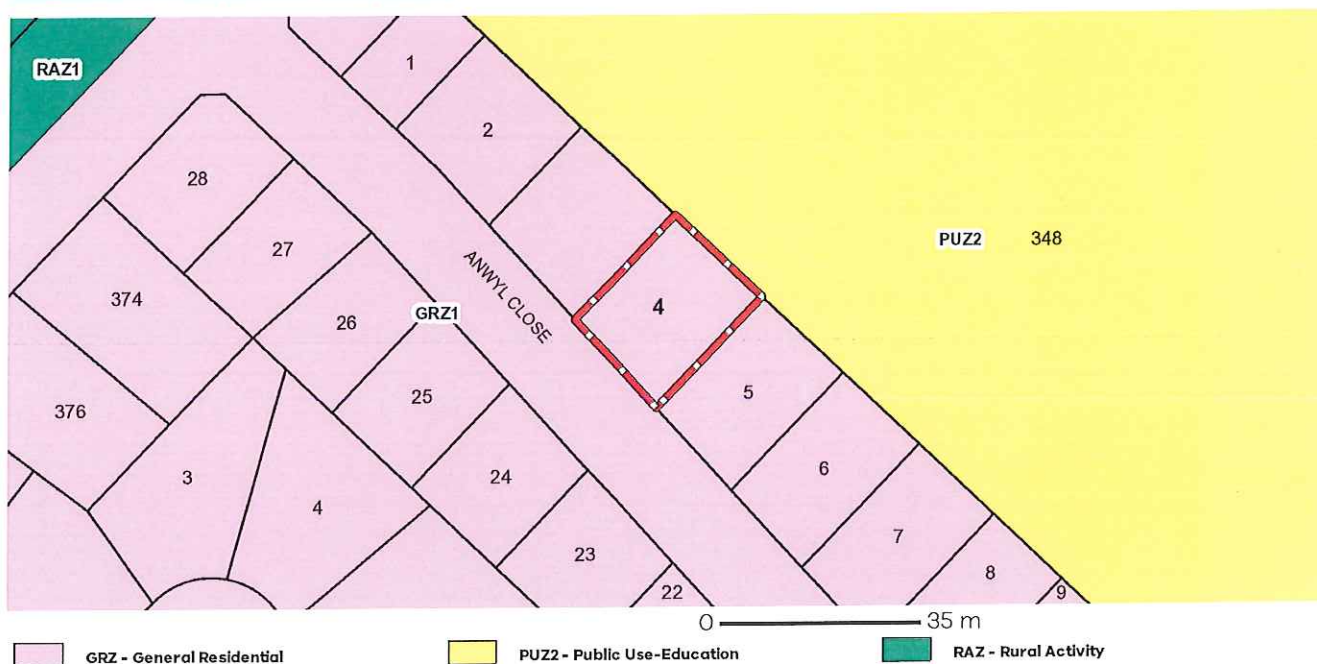 RAZ1
1
2
28
27
374
26
GRZ1
ANWYL CLOSE
4
PUZ2 348
25
376
5
3
4
24
6
23
7
22
8
9
0 35 m
GRZ - General Residential
PUZ2 - Public Use-Education
RAZ - Rural Activity